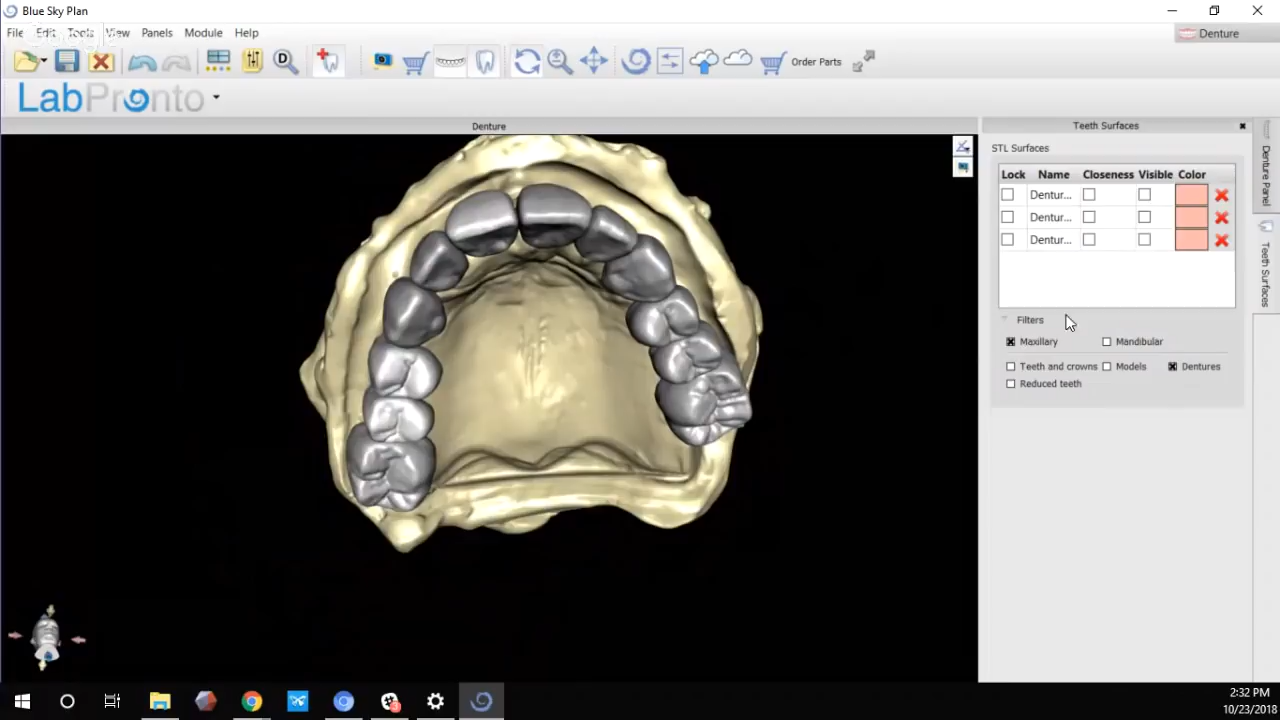 Blue Sky Plan
File Edit Tools View Panels Module Help
Denture
D
Order Parts
LabPronto
Denture
Teeth Surfaces
STL Surfaces
Lock Name Closeness Visible Color
Dentur...
Dentur...
Dentur...
Filters
Maxillary Mandibular
Teeth and crowns Models Dentures
Reduced teeth
Denture Panel
Teeth Surfaces
3
2:32 PM
10/23/2018